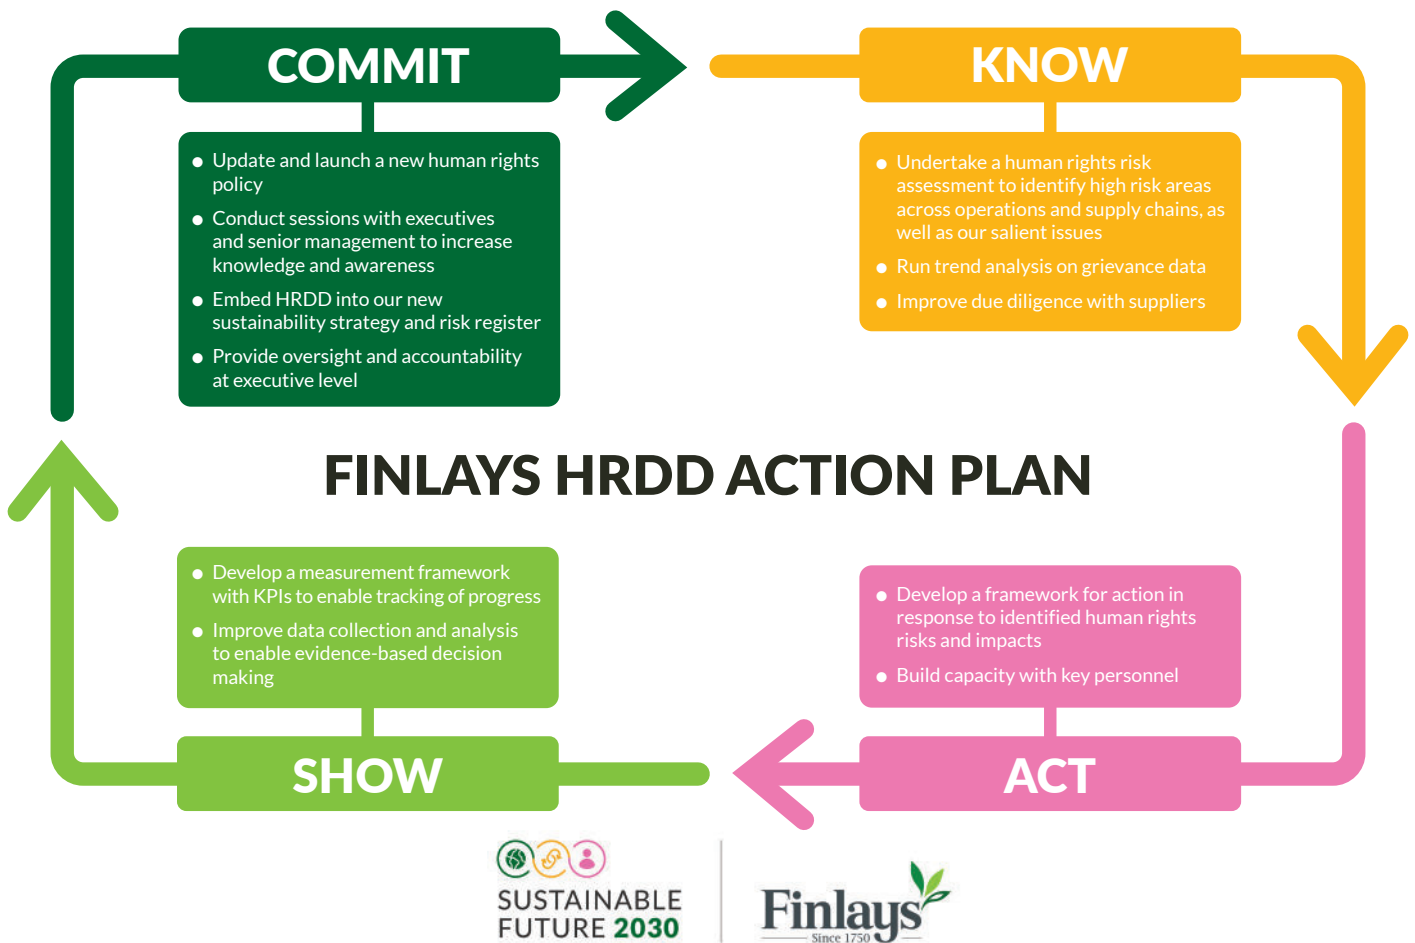 COMMIT
● Update and launch a new human rights
policy
● Conduct sessions with executives
and senior management to increase
knowledge and awareness
● Embed HRDD into our new
sustainability strategy and risk register
● Provide oversight and accountability
at executive level
KNOW
● Undertake a human rights risk
assessment to identify high risk areas
across operations and supply chains, as
well as our salient issues
● Run trend analysis on grievance data
● Improve due diligence with suppliers
FINLAYS HRDD ACTION PLAN
● Develop a measurement framework
with KPIs to enable tracking of progress
● Improve data collection and analysis
to enable evidence-based decision
making
SHOW
● Develop a framework for action in
response to identified human rights
risks and impacts
● Build capacity with key personnel
ACT
SUSTAINABLE
FUTURE 2030
Finlays
Since 1750